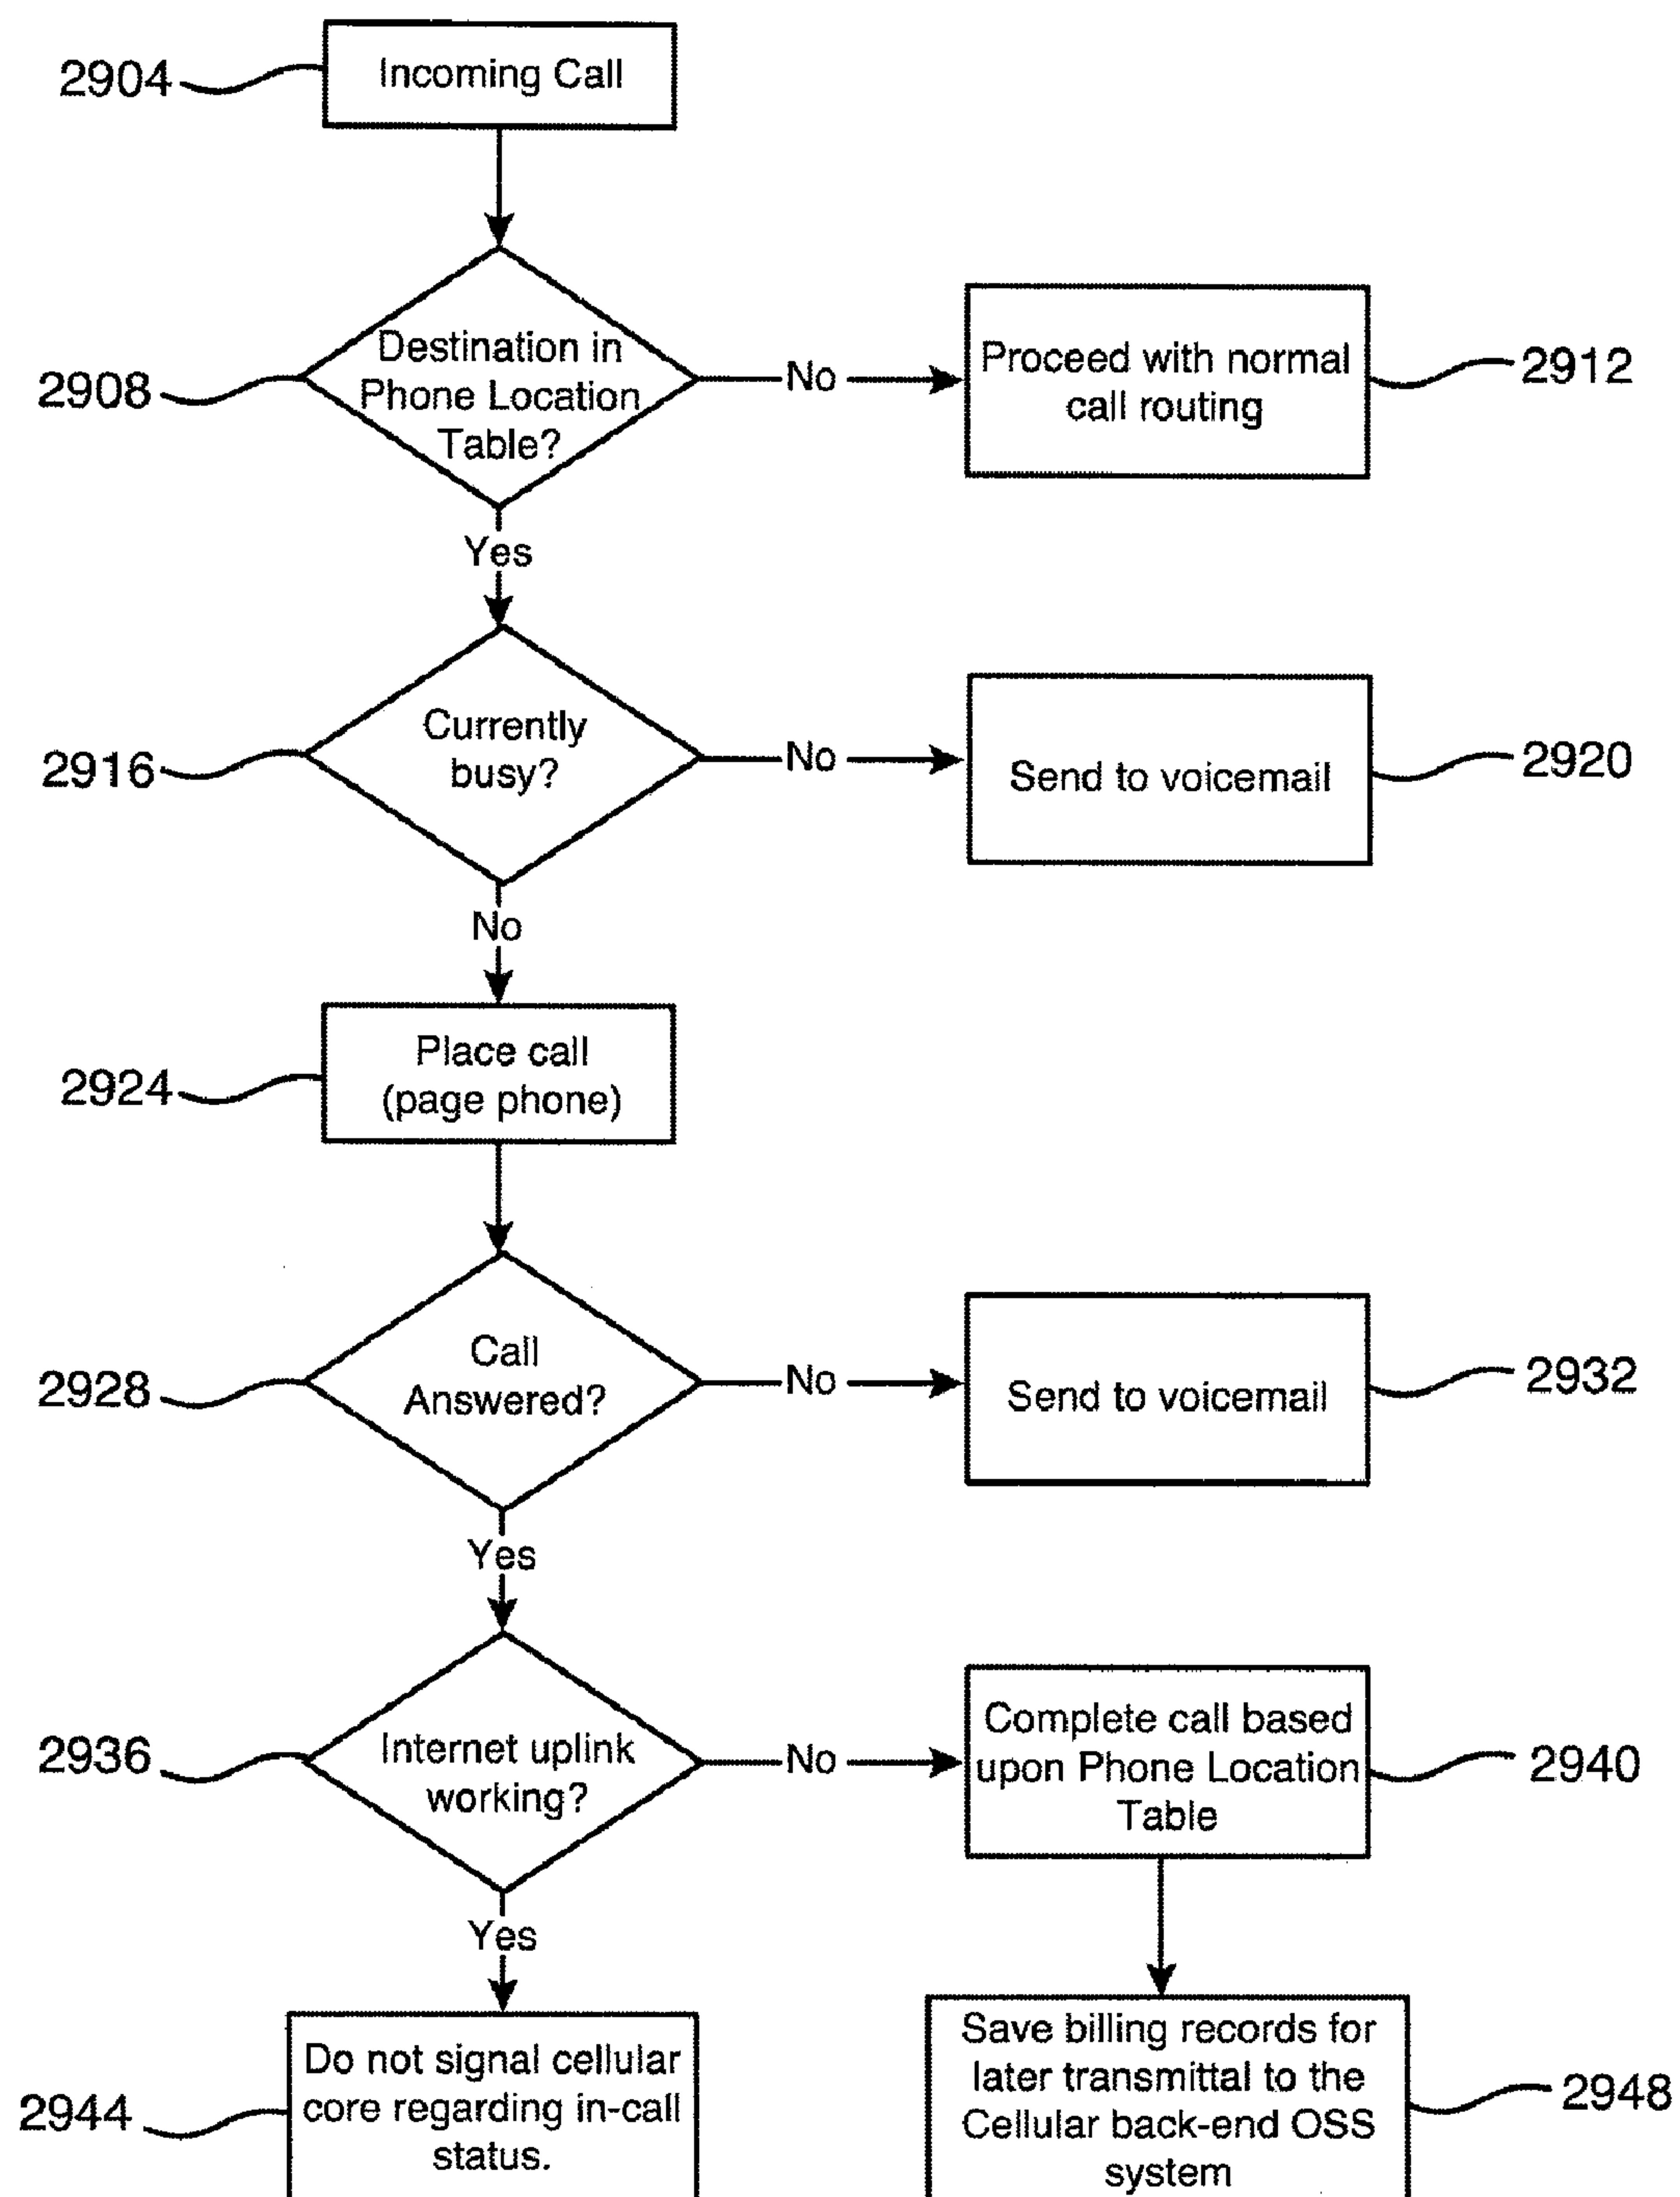 2904
Incoming Call
2908
Destination in
Phone Location
Table?
No
Proceed with normal
call routing
2912
Yes
2916
Currently
busy?
No
Send to voicemail
2920
No
2924
Place call
(page phone)
2928
Call
Answered?
No
Send to voicemail
2932
Yes
2936
Internet uplink
working?
No
Complete call based
upon Phone Location
Table
2940
Yes
2944
Do not signal cellular
core regarding in-call
status.
Save billing records for
later transmittal to the
Cellular back-end OSS
system
2948